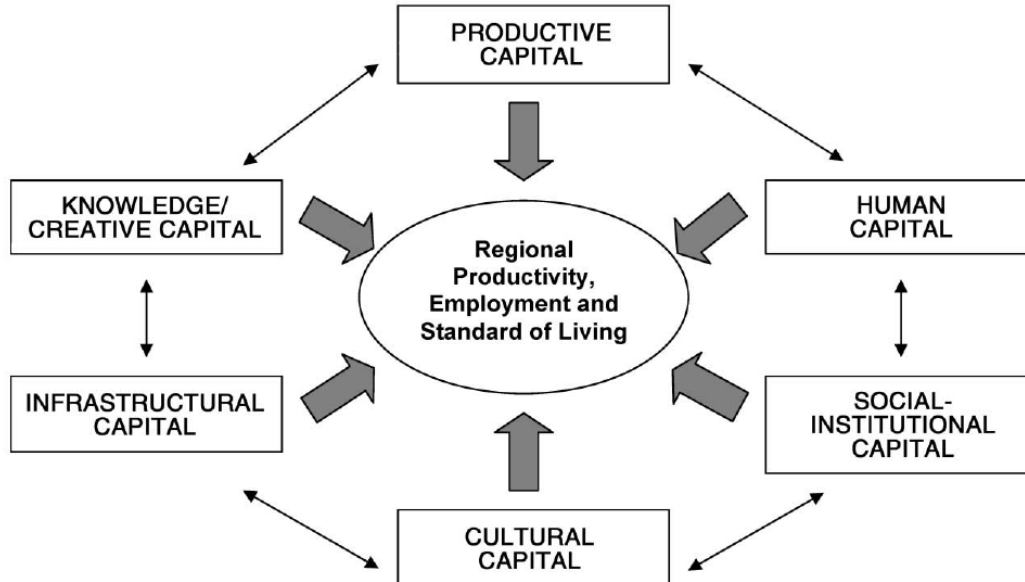 PRODUCTIVE
CAPITAL
KNOWLEDGE/
CREATIVE CAPITAL
HUMAN
CAPITAL
Regional
Productivity,
Employment and
Standard of Living
INFRASTRUCTURAL
CAPITAL
SOCIAL-
INSTITUTIONAL
CAPITAL
CULTURAL
CAPITAL